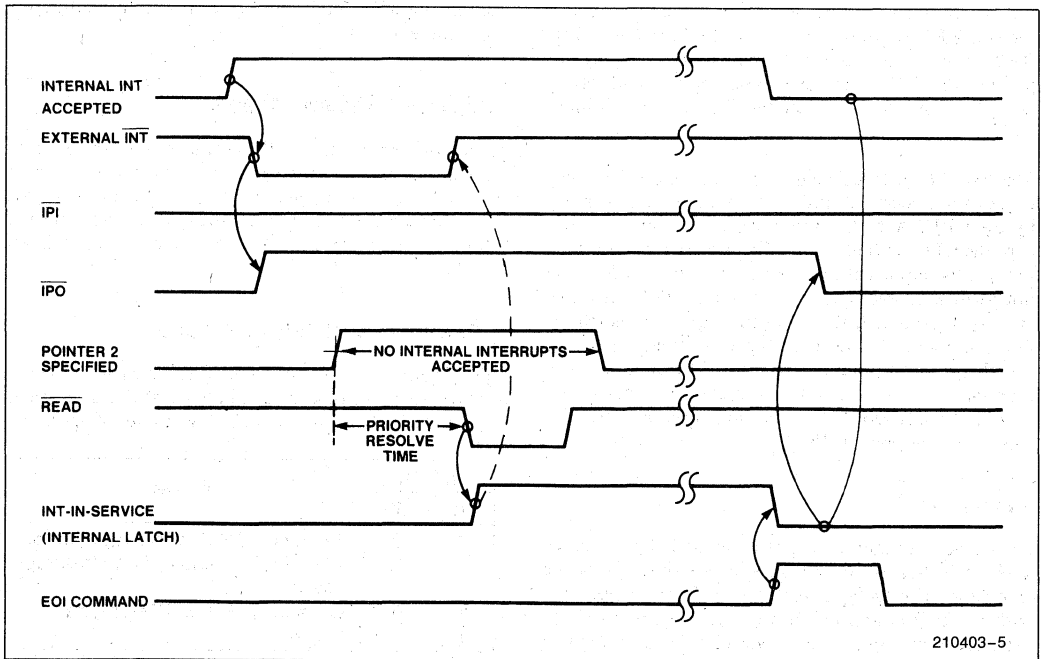 INTERNAL INT
ACCEPTED
EXTERNAL INT
IPI
IPO
POINTER 2
SPECIFIED
NO INTERNAL INTERRUPTS
ACCEPTED
READ
PRIORITY
RESOLVE
TIME
INT-IN-SERVICE
(INTERNAL LATCH)
EOI COMMAND
210403-5